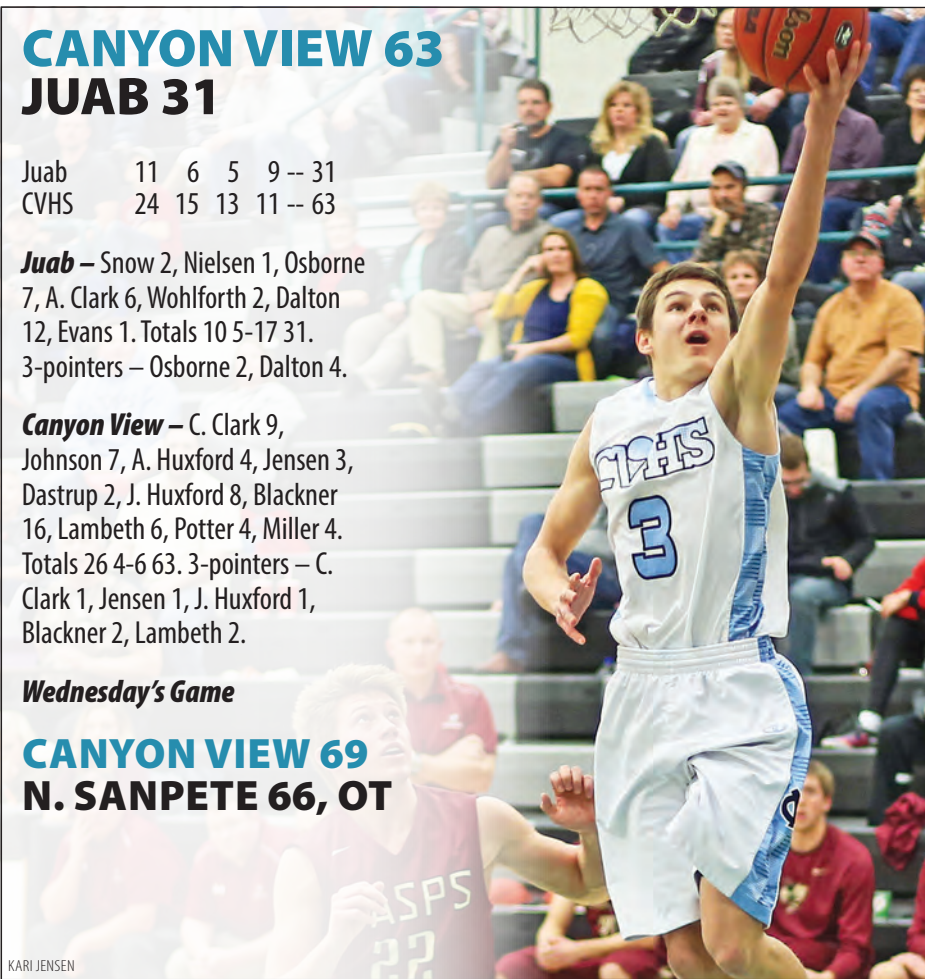 CANYON VIEW 63
JUAB 31
Juab 11 6 5 9 -- 31
CVHS 24 15 13 11 -- 63
Juab – Snow 2, Nielsen 1, Osborne
7, A. Clark 6, Wohlforth 2, Dalton
12, Evans 1. Totals 10 5-17 31.
3-pointers – Osborne 2, Dalton 4.
Canyon View – C. Clark 9,
Johnson 7, A. Huxford 4, Jensen 3,
Dastrup 2, J. Huxford 8, Blackner
16, Lambeth 6, Potter 4, Miller 4.
Totals 26 4-6 63. 3-pointers – C.
Clark 1, Jensen 1, J. Huxford 1,
Blackner 2, Lambeth 2.
Wednesday's Game
CANYON VIEW 69
N. SANPETE 66, OT
CVHS
3
ASPS
22
KARI JENSEN